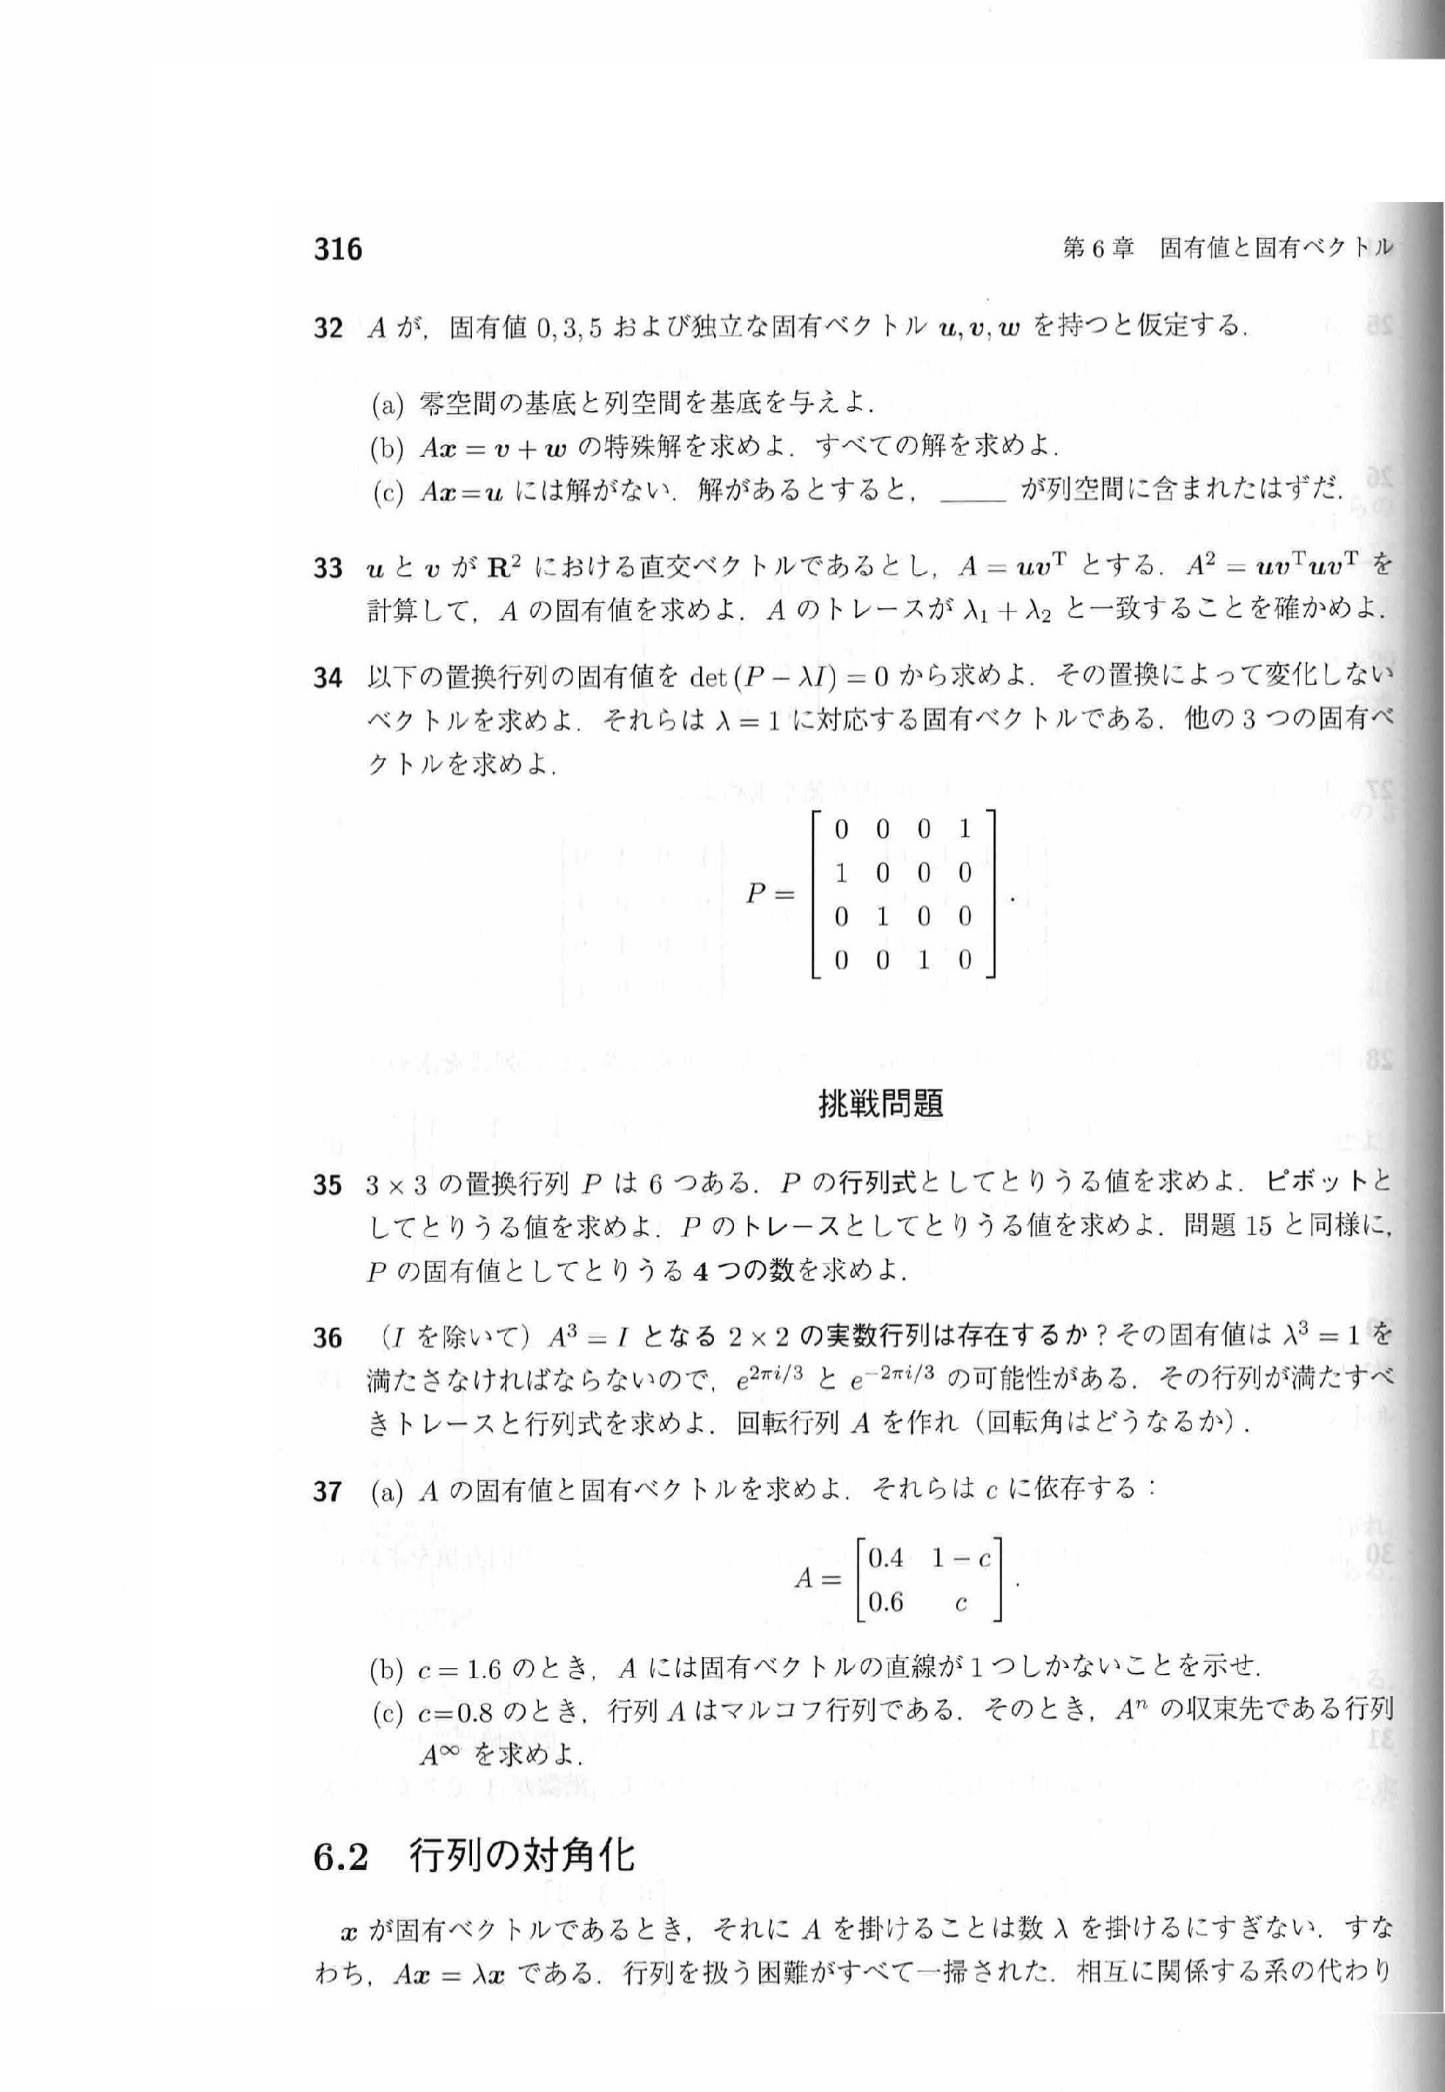 316
第 6 章　固有値と固有ベクトル
32 A が，固有値 0, 3, 5 および独立な固有ベクトル u, v, w を持つと仮定する．
(a) 零空間の基底と列空間を基底を与えよ．
(b) Ax = v + w の特殊解を求めよ．すべての解を求めよ．
(c) Ax=u には解がない．解があるとすると，____ が列空間に含まれたはずだ．
33 u と v が R² における直交ベクトルであるとし，A = uvᵀ とする．A² = uvᵀuvᵀ を
計算して，A の固有値を求めよ．A のトレースが λ₁ + λ₂ と一致することを確かめよ．
34 以下の置換行列の固有値を det (P − λI) = 0 から求めよ．その置換によって変化しない
ベクトルを求めよ．それらは λ = 1 に対応する固有ベクトルである．他の 3 つの固有ベ
クトルを求めよ．
0 0 0 1
1 0 0 0
P =
0 1 0 0
0 0 1 0
.
挑戦問題
35 3 × 3 の置換行列 P は 6 つある．P の行列式としてとりうる値を求めよ．ピボットと
してとりうる値を求めよ．P のトレースとしてとりうる値を求めよ．問題 15 と同様に，
P の固有値としてとりうる 4 つの数を求めよ．
36 （I を除いて）A³ = I となる 2 × 2 の実数行列は存在するか？その固有値は λ³ = 1 を
満たさなければならないので，e^{2πi/3} と e^{−2πi/3} の可能性がある．その行列が満たすべ
きトレースと行列式を求めよ．回転行列 A を作れ（回転角はどうなるか）．
37 (a) A の固有値と固有ベクトルを求めよ．それらは c に依存する：
0.4 1 − c
A =
0.6 c
.
(b) c = 1.6 のとき，A には固有ベクトルの直線が 1 つしかないことを示せ．
(c) c=0.8 のとき，行列 A はマルコフ行列である．そのとき，Aⁿ の収束先である行列
A^∞ を求めよ．
6.2　行列の対角化
x が固有ベクトルであるとき，それに A を掛けることは数 λ を掛けるにすぎない．すな
わち，Ax = λx である．行列を扱う困難がすべて一掃された．相互に関係する系の代わり